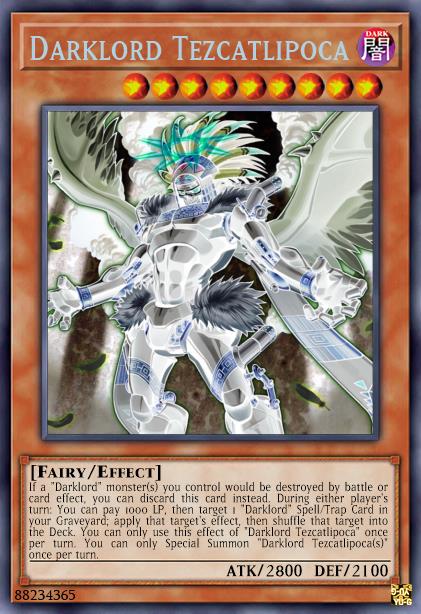 DARKLORD TEZCATLIPOCA
DARK
闇
[FAIRY/EFFECT]
If a "Darklord" monster(s) you control would be destroyed by battle or
card effect, you can discard this card instead. During either player's
turn: You can pay 1000 LP, then target 1 "Darklord" Spell/Trap Card in
your Graveyard; apply that target's effect, then shuffle that target into
the Deck. You can only use this effect of "Darklord Tezcatlipoca" once
per turn. You can only Special Summon "Darklord Tezcatlipoca(s)"
once per turn.
ATK/2800 DEF/2100
88234365